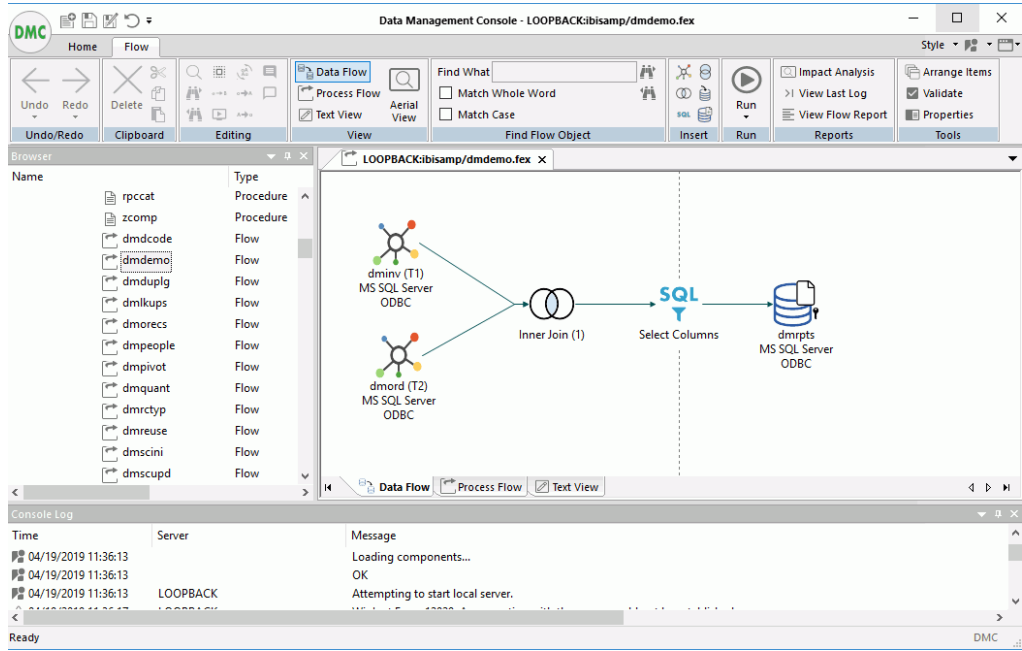 DMC
Data Management Console - LOOPBACK:ibisamp/dmdemo.fex
Home Flow Style
Undo Redo Delete
Data Flow
Process Flow
Text View
Aerial View
Find What
Match Whole Word
Match Case
SQL
Run
Impact Analysis
View Last Log
View Flow Report
Arrange Items
Validate
Properties
Undo/Redo Clipboard Editing View Find Flow Object Insert Run Reports Tools
Browser
LOOPBACK:ibisamp/dmdemo.fex
Name Type
rpccat Procedure
zcomp Procedure
dmdcode Flow
dmdemo Flow
dmduplg Flow
dmlkups Flow
dmorecs Flow
dmpeople Flow
dmpivot Flow
dmquant Flow
dmrctyp Flow
dmreuse Flow
dmscini Flow
dmscupd Flow
dminv (T1)
MS SQL Server
ODBC
dmord (T2)
MS SQL Server
ODBC
Inner Join (1)
SQL
Select Columns
dmrpts
MS SQL Server
ODBC
Data Flow Process Flow Text View
Console Log
Time Server Message
04/19/2019 11:36:13 Loading components...
04/19/2019 11:36:13 OK
04/19/2019 11:36:13 LOOPBACK Attempting to start local server.
Ready DMC